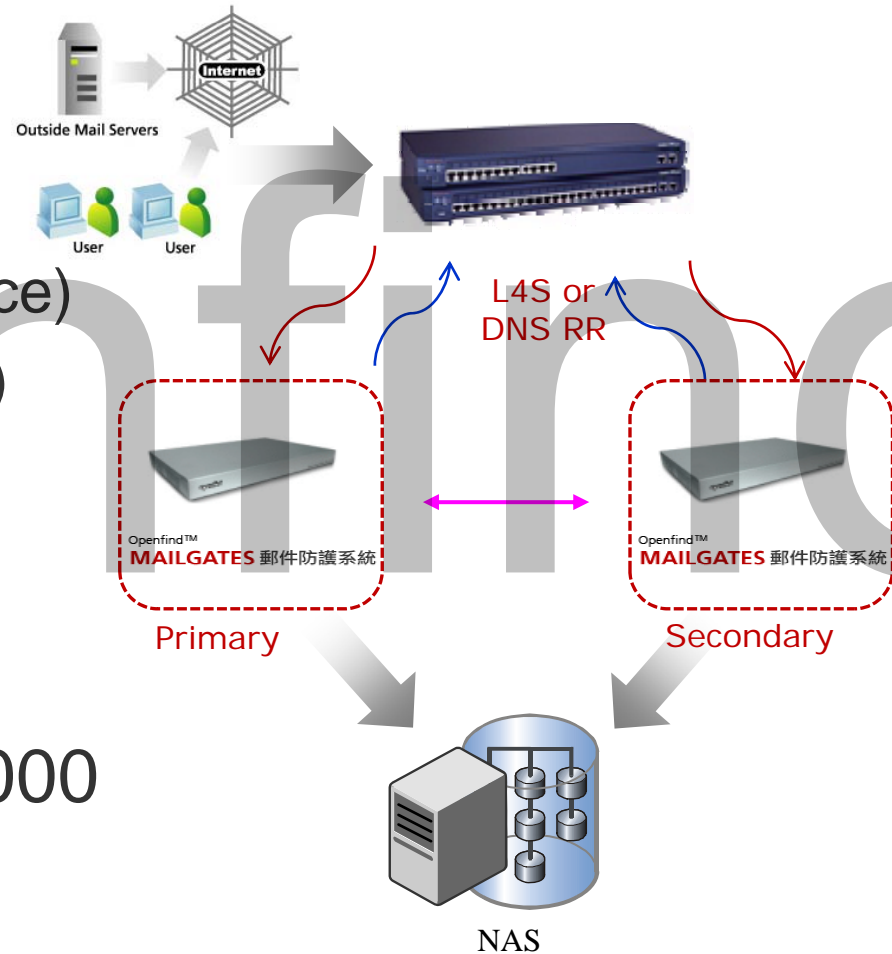 Internet
Outside Mail Servers
User
User
ce)
)
L4S or
DNS RR
Openfind™
MAILGATES 郵件防護系統
Openfind™
MAILGATES 郵件防護系統
Primary
Secondary
000
NAS